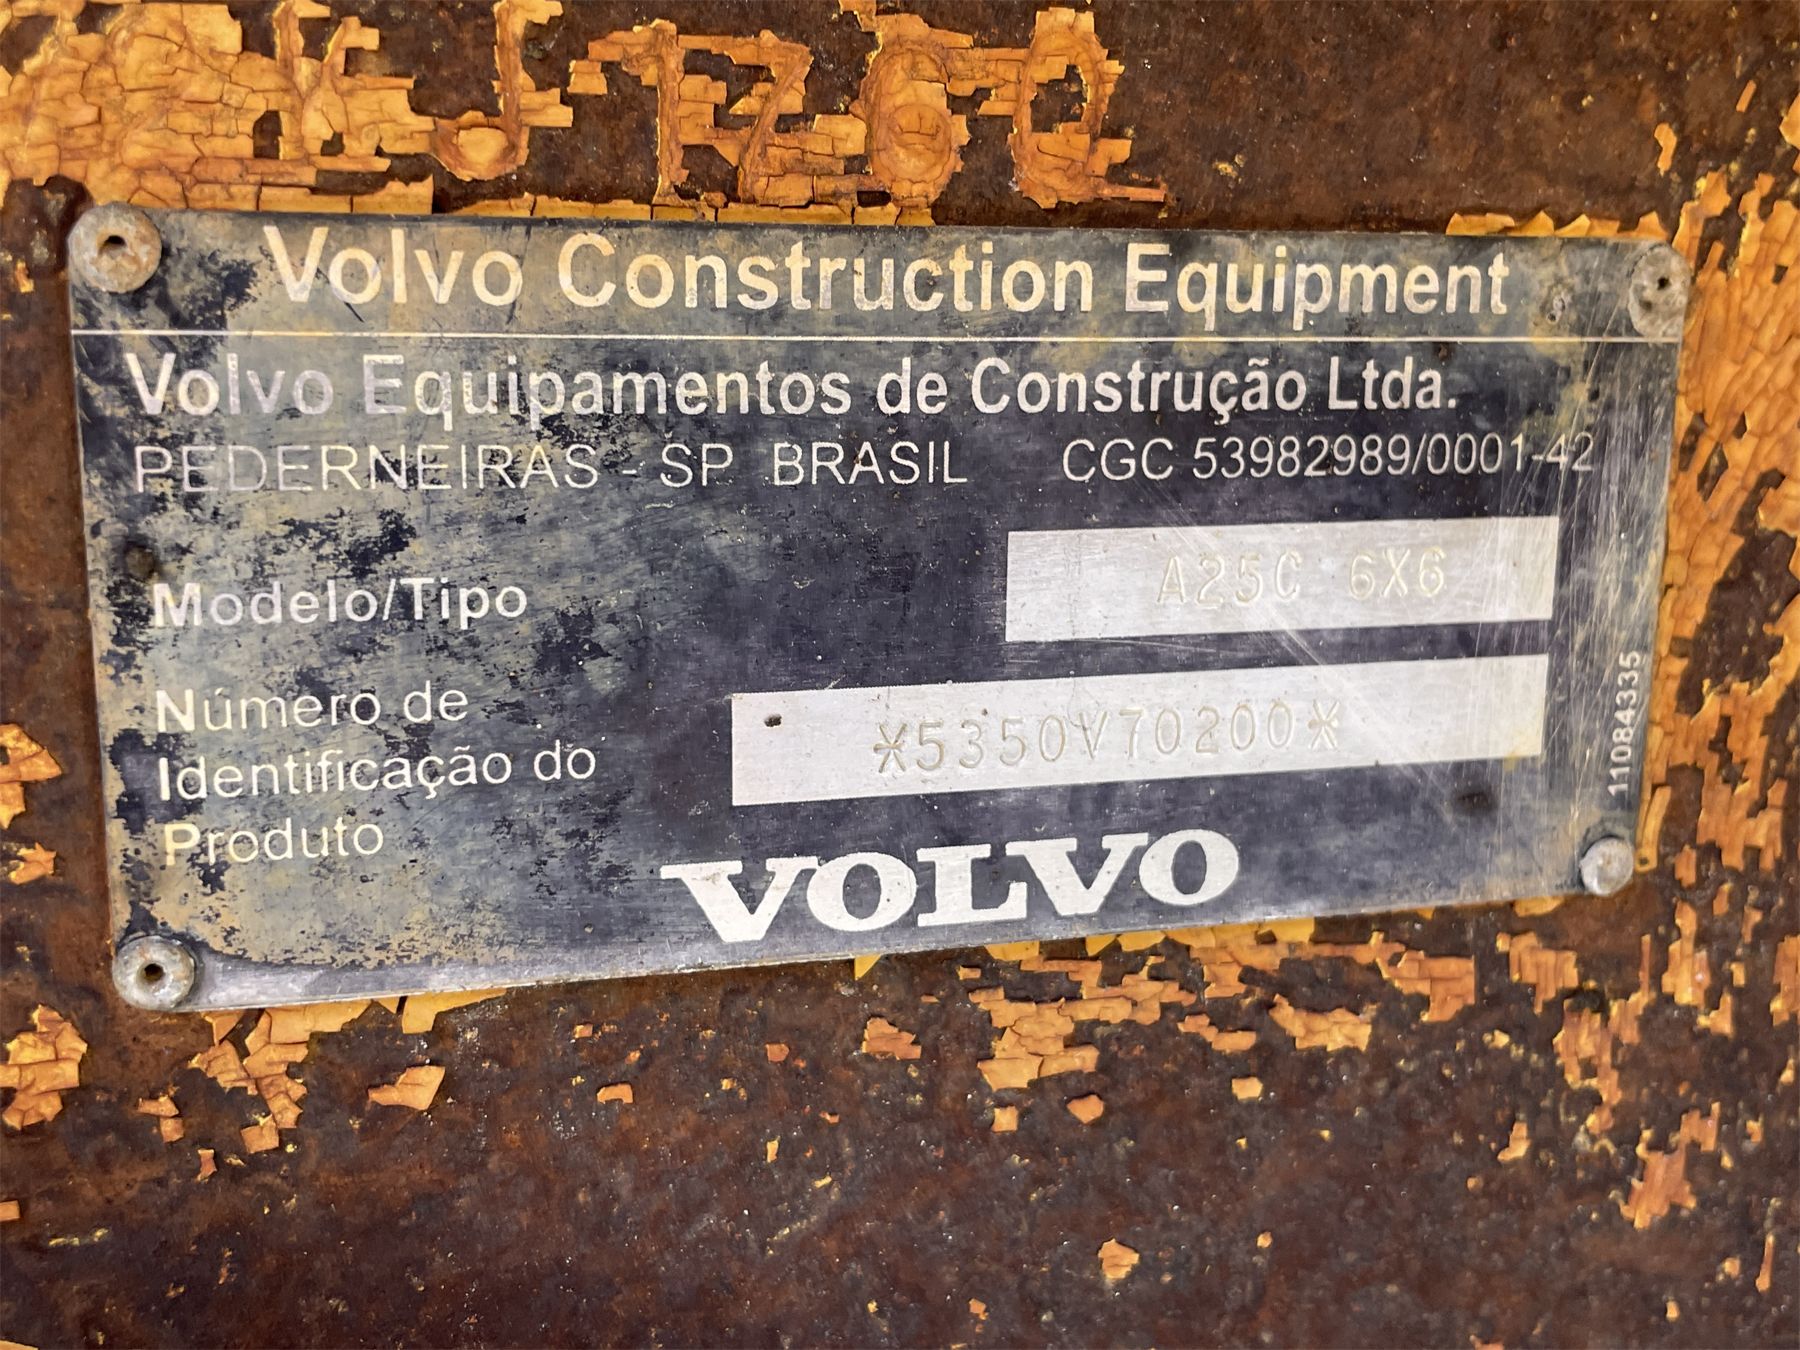 Volvo Construction Equipment
Volvo Equipamentos de Construção Ltda.
PEDERNEIRAS - SP BRASIL CGC 53982989/0001-42
Modelo/Tipo A25C 6X6
Número de
Identificação do
Produto
*5350V70200*
11084335
VOLVO